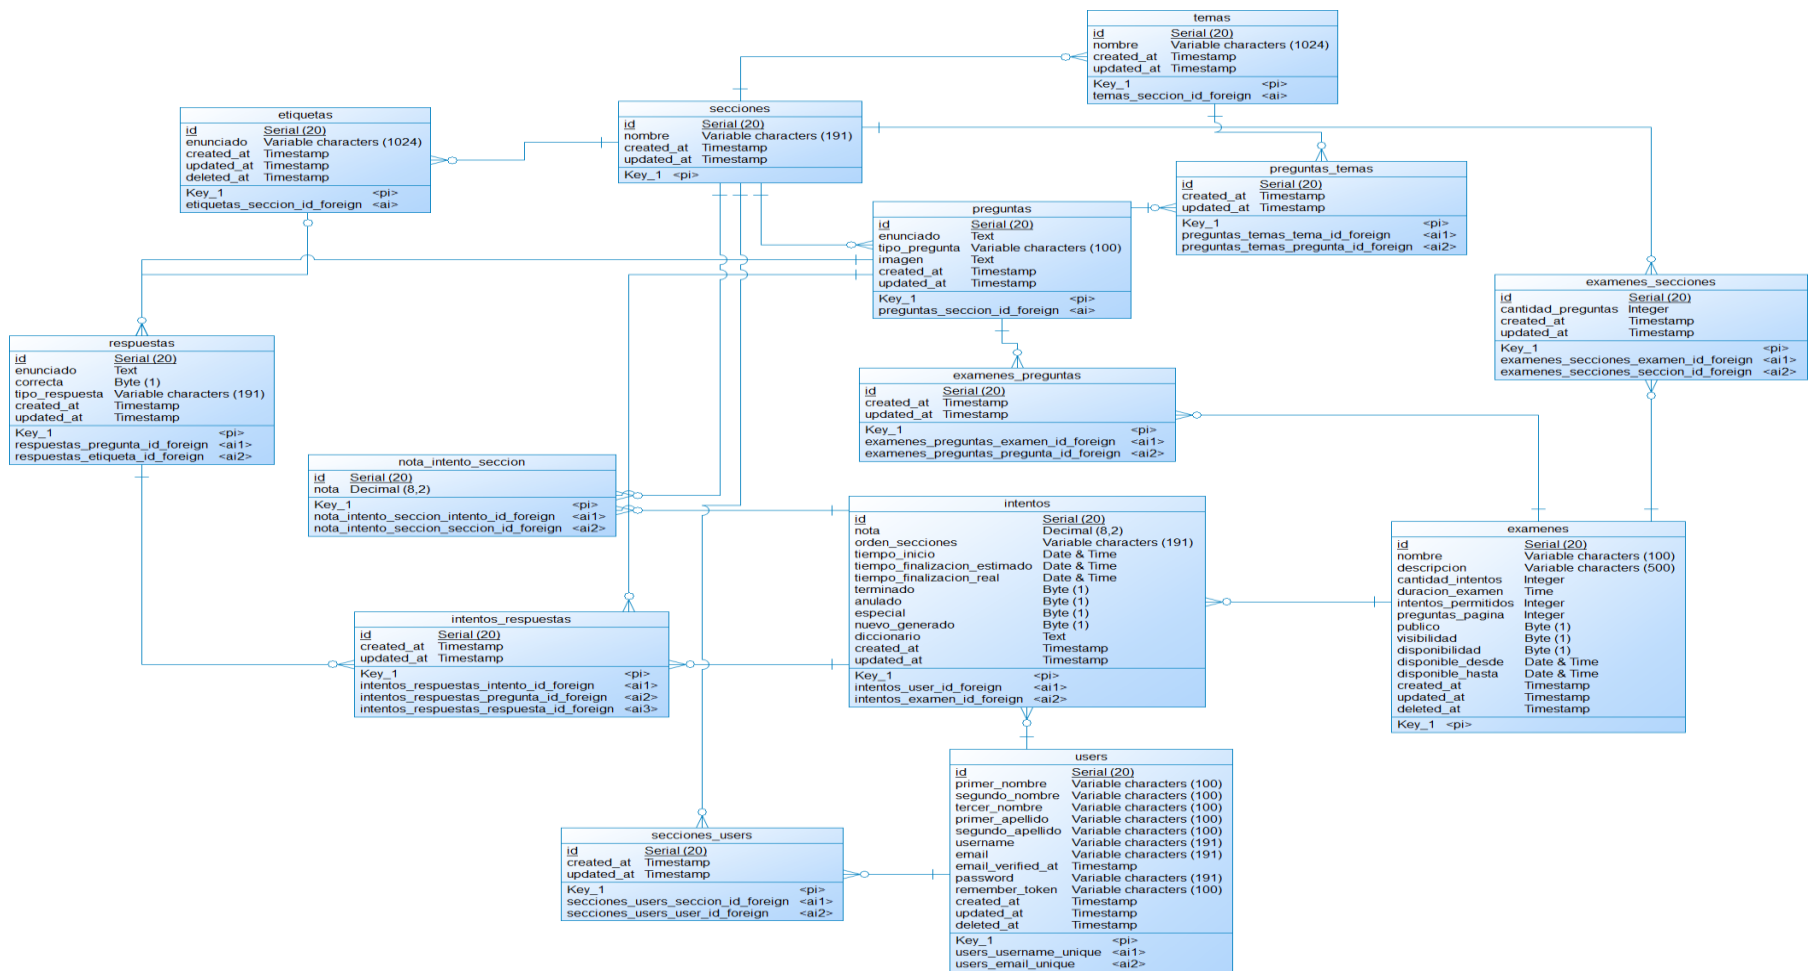 temas
id Serial (20)
nombre Variable characters (1024)
created_at Timestamp
updated_at Timestamp
Key_1 <pi>
temas_seccion_id_foreign <ai>
secciones
id Serial (20)
nombre Variable characters (191)
created_at Timestamp
updated_at Timestamp
Key_1 <pi>
etiquetas
id Serial (20)
enunciado Variable characters (1024)
created_at Timestamp
updated_at Timestamp
deleted_at Timestamp
Key_1 <pi>
etiquetas_seccion_id_foreign <ai>
preguntas_temas
id Serial (20)
created_at Timestamp
updated_at Timestamp
Key_1 <pi>
preguntas_temas_tema_id_foreign <ai1>
preguntas_temas_pregunta_id_foreign <ai2>
preguntas
id Serial (20)
enunciado Text
tipo_pregunta Variable characters (100)
imagen Text
created_at Timestamp
updated_at Timestamp
Key_1 <pi>
preguntas_seccion_id_foreign <ai>
examenes_secciones
id Serial (20)
cantidad_preguntas Integer
created_at Timestamp
updated_at Timestamp
Key_1 <pi>
examenes_secciones_examen_id_foreign <ai1>
examenes_secciones_seccion_id_foreign <ai2>
respuestas
id Serial (20)
enunciado Text
correcta Byte (1)
tipo_respuesta Variable characters (191)
created_at Timestamp
updated_at Timestamp
Key_1 <pi>
respuestas_pregunta_id_foreign <ai1>
respuestas_etiqueta_id_foreign <ai2>
examenes_preguntas
id Serial (20)
created_at Timestamp
updated_at Timestamp
Key_1 <pi>
examenes_preguntas_examen_id_foreign <ai1>
examenes_preguntas_pregunta_id_foreign <ai2>
nota_intento_seccion
id Serial (20)
nota Decimal (8,2)
Key_1 <pi>
nota_intento_seccion_intento_id_foreign <ai1>
nota_intento_seccion_seccion_id_foreign <ai2>
intentos
id Serial (20)
nota Decimal (8,2)
orden_secciones Variable characters (191)
tiempo_inicio Date & Time
tiempo_finalizacion_estimado Date & Time
tiempo_finalizacion_real Date & Time
terminado Byte (1)
anulado Byte (1)
especial Byte (1)
nuevo_generado Byte (1)
diccionario Text
created_at Timestamp
updated_at Timestamp
Key_1 <pi>
intentos_user_id_foreign <ai1>
intentos_examen_id_foreign <ai2>
examenes
id Serial (20)
nombre Variable characters (100)
descripcion Variable characters (500)
cantidad_intentos Integer
duracion_examen Time
intentos_permitidos Integer
preguntas_pagina Integer
publico Byte (1)
visibilidad Byte (1)
disponibilidad Byte (1)
disponible_desde Date & Time
disponible_hasta Date & Time
created_at Timestamp
updated_at Timestamp
deleted_at Timestamp
Key_1 <pi>
intentos_respuestas
id Serial (20)
created_at Timestamp
updated_at Timestamp
Key_1 <pi>
intentos_respuestas_intento_id_foreign <ai1>
intentos_respuestas_pregunta_id_foreign <ai2>
intentos_respuestas_respuesta_id_foreign <ai3>
users
id Serial (20)
primer_nombre Variable characters (100)
segundo_nombre Variable characters (100)
tercer_nombre Variable characters (100)
primer_apellido Variable characters (100)
segundo_apellido Variable characters (100)
username Variable characters (191)
email Variable characters (191)
email_verified_at Timestamp
password Variable characters (191)
remember_token Variable characters (100)
created_at Timestamp
updated_at Timestamp
deleted_at Timestamp
Key_1 <pi>
users_username_unique <ai1>
users_email_unique <ai2>
secciones_users
id Serial (20)
created_at Timestamp
updated_at Timestamp
Key_1 <pi>
secciones_users_seccion_id_foreign <ai1>
secciones_users_user_id_foreign <ai2>